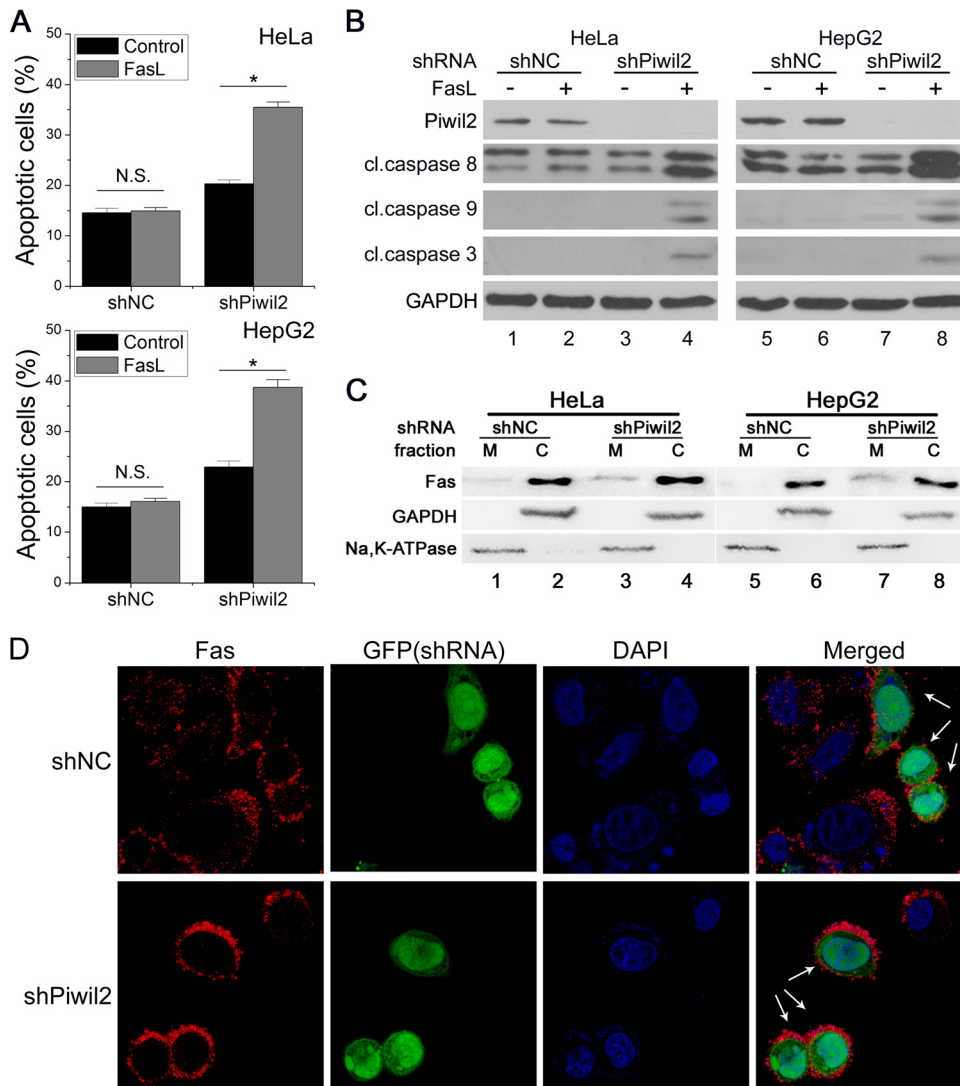 A
Control
FasL
HeLa
Apoptotic cells (%)
50
40
30
20
10
0
N.S.
*
shNC shPiwil2
Control
FasL
HepG2
Apoptotic cells (%)
50
40
30
20
10
0
N.S.
*
shNC shPiwil2
B
HeLa HepG2
shRNA shNC shPiwil2 shNC shPiwil2
FasL - + - + - + - +
Piwil2
cl.caspase 8
cl.caspase 9
cl.caspase 3
GAPDH
1 2 3 4 5 6 7 8
C
HeLa HepG2
shRNA shNC shPiwil2 shNC shPiwil2
fraction M C M C M C M C
Fas
GAPDH
Na,K-ATPase
1 2 3 4 5 6 7 8
D
Fas GFP(shRNA) DAPI Merged
shNC
shPiwil2